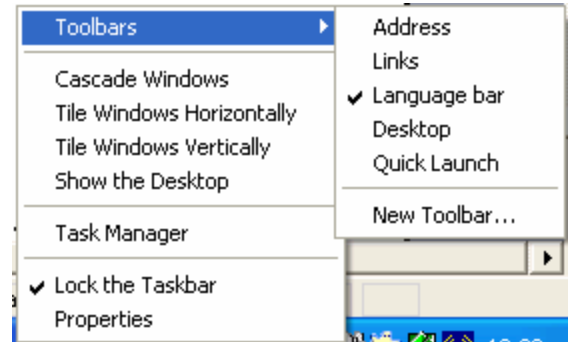 Toolbars
Cascade Windows
Tile Windows Horizontally
Tile Windows Vertically
Show the Desktop
Task Manager
Lock the Taskbar
Properties
Address
Links
Language bar
Desktop
Quick Launch
New Toolbar...